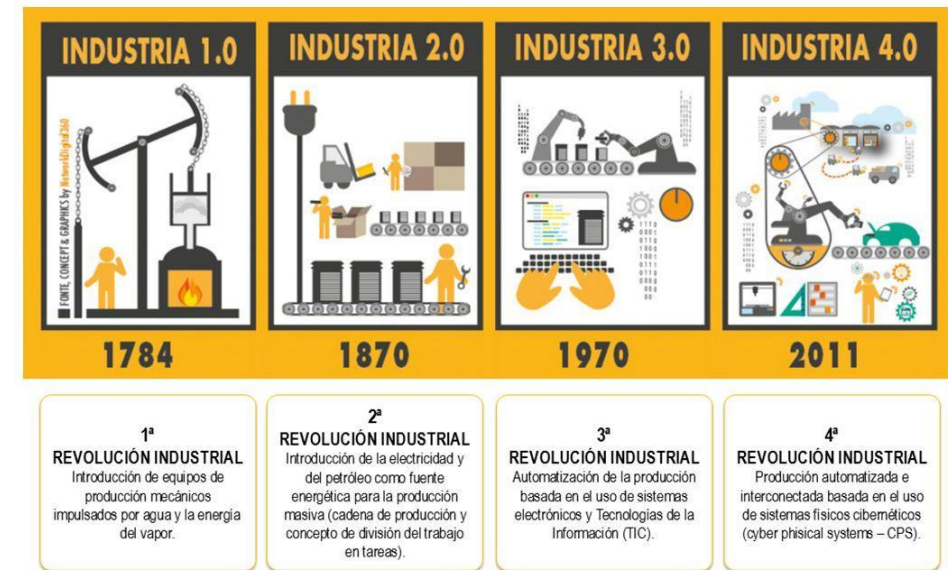 INDUSTRIA 1.0
INDUSTRIA 2.0
INDUSTRIA 3.0
INDUSTRIA 4.0
FONTE, CONCEPT & GRAPHKS by NetworkDigital360
1784
1870
1970
2011
1ª
REVOLUCIÓN INDUSTRIAL
Introducción de equipos de
producción mecánicos
impulsados por agua y la energía
del vapor.
2ª
REVOLUCIÓN INDUSTRIAL
Introducción de la electricidad y
del petróleo como fuente
energética para la producción
masiva (cadena de producción y
concepto de división del trabajo
en tareas).
3ª
REVOLUCIÓN INDUSTRIAL
Automatización de la producción
basada en el uso de sistemas
electrónicos y Tecnologías de la
Información (TIC).
4ª
REVOLUCIÓN INDUSTRIAL
Producción automatizada e
interconectada basada en el uso
de sistemas físicos cibernéticos
(cyber phisical systems – CPS).